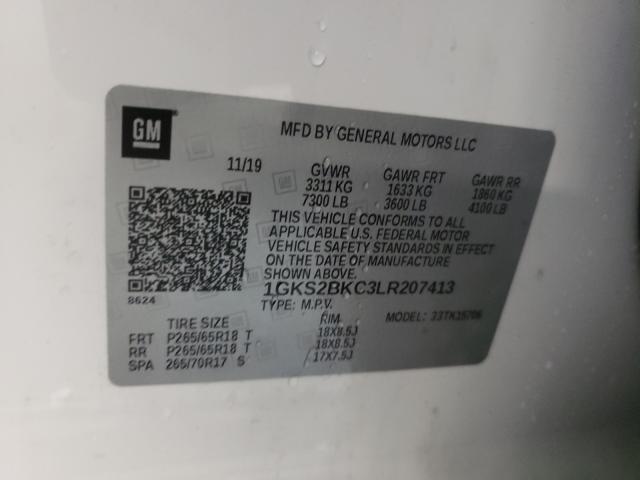 GM
MFD BY GENERAL MOTORS LLC
11/19 GVWR GAWR FRT GAWR RR
3311 KG 1633 KG 1860 KG
7300 LB 3600 LB 4100 LB
THIS VEHICLE CONFORMS TO ALL
APPLICABLE U.S. FEDERAL MOTOR
VEHICLE SAFETY STANDARDS IN EFFECT
ON THE DATE OF MANUFACTURE
SHOWN ABOVE.
8624
1GKS2BKC3LR207413
TYPE: M.P.V. MODEL: 33TK15706
TIRE SIZE RIM
FRT P265/65R18 T 18X8.5J
RR P265/65R18 T 18X8.5J
SPA 265/70R17 S 17X7.5J